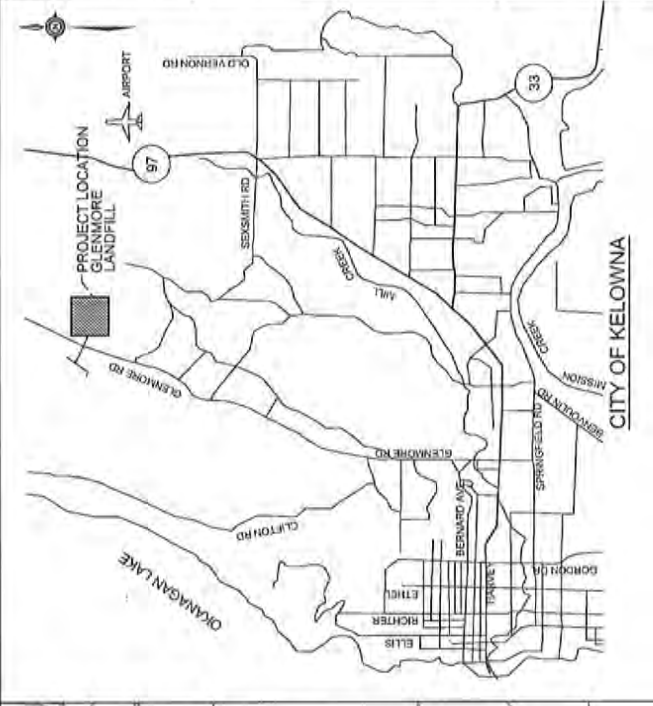 N
AIRPORT
PROJECT LOCATION
GLENMORE
LANDFILL
97
OLD VERNON RD
SEXSMITH RD
33
MILL
CREEK
GLENMORE RD
OKANAGAN LAKE
CLIFTON RD
GLENMORE RD
BERNARD AVE
HARVEY
SPRINGFIELD RD
MISSION
CREEK
BENVOULIN RD
GORDON DR
ETHEL
RICHTER
ELLIS
CITY OF KELOWNA